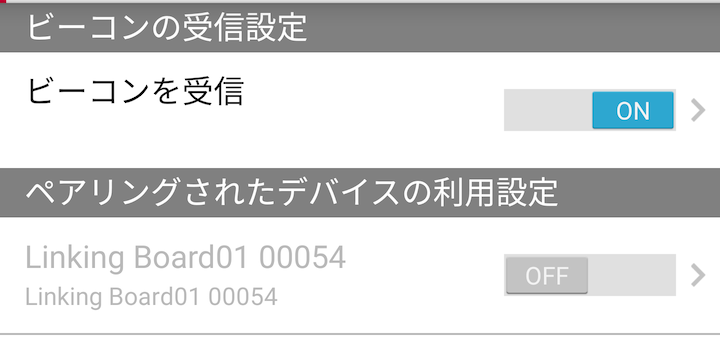 ビーコンの受信設定
ビーコンを受信
ON
ペアリングされたデバイスの利用設定
Linking Board01 00054
OFF
Linking Board01 00054